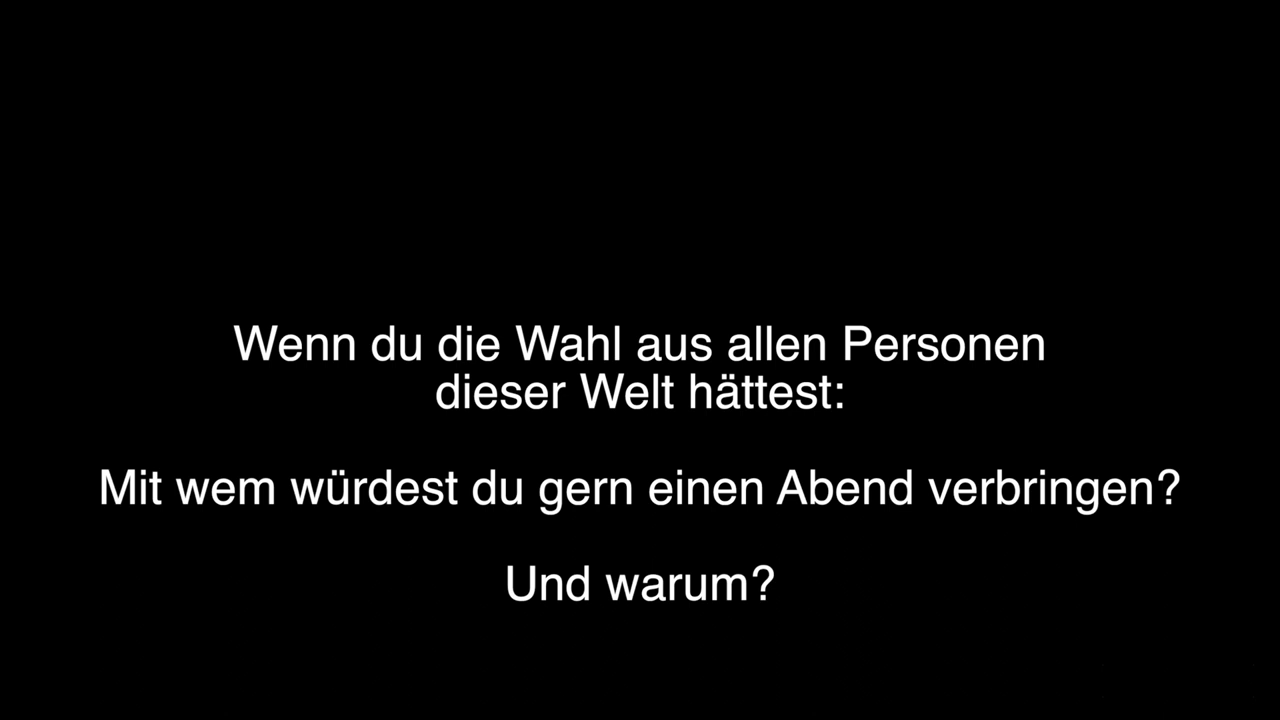 Wenn du die Wahl aus allen Personen
dieser Welt hättest:
Mit wem würdest du gern einen Abend verbringen?
Und warum?